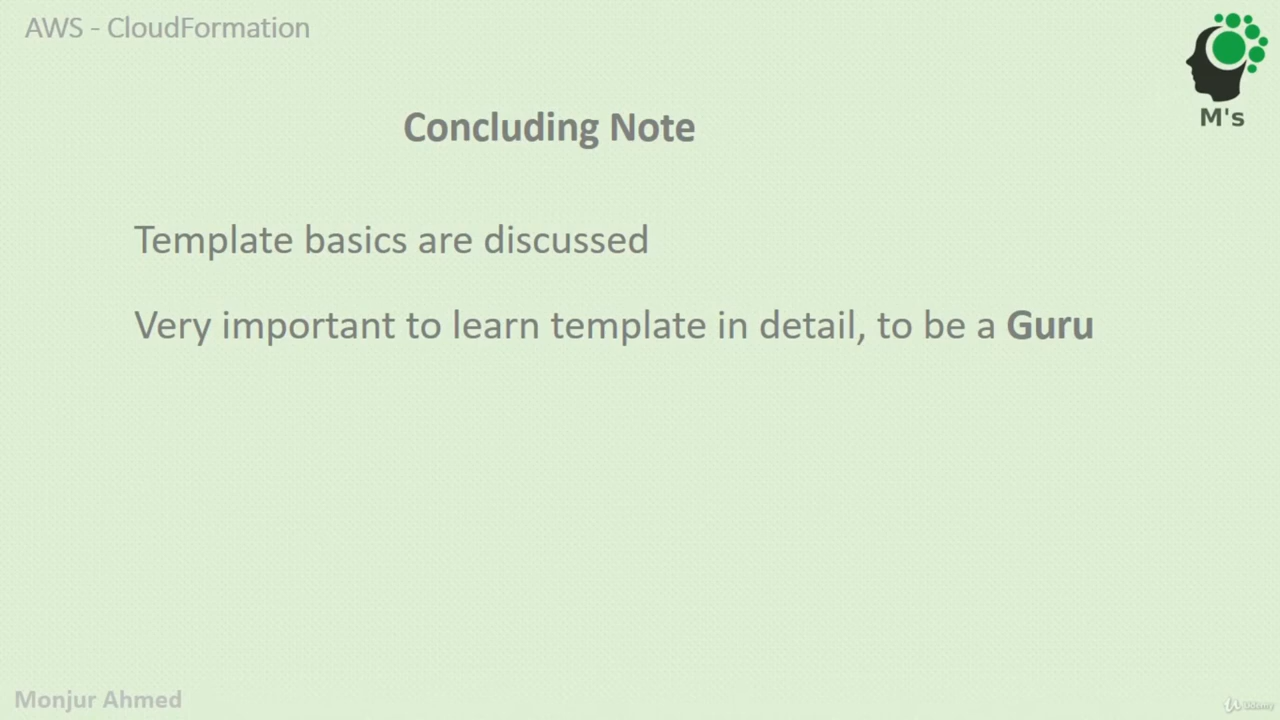 AWS - CloudFormation
M's
Concluding Note
Template basics are discussed
Very important to learn template in detail, to be a Guru
Monjur Ahmed
Udemy